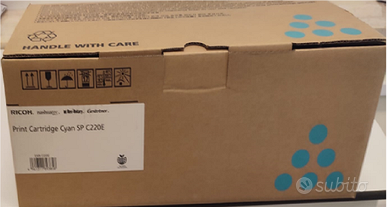 HANDLE WITH CARE
RICOH
Print Cartridge Cyan SP C220E
subito